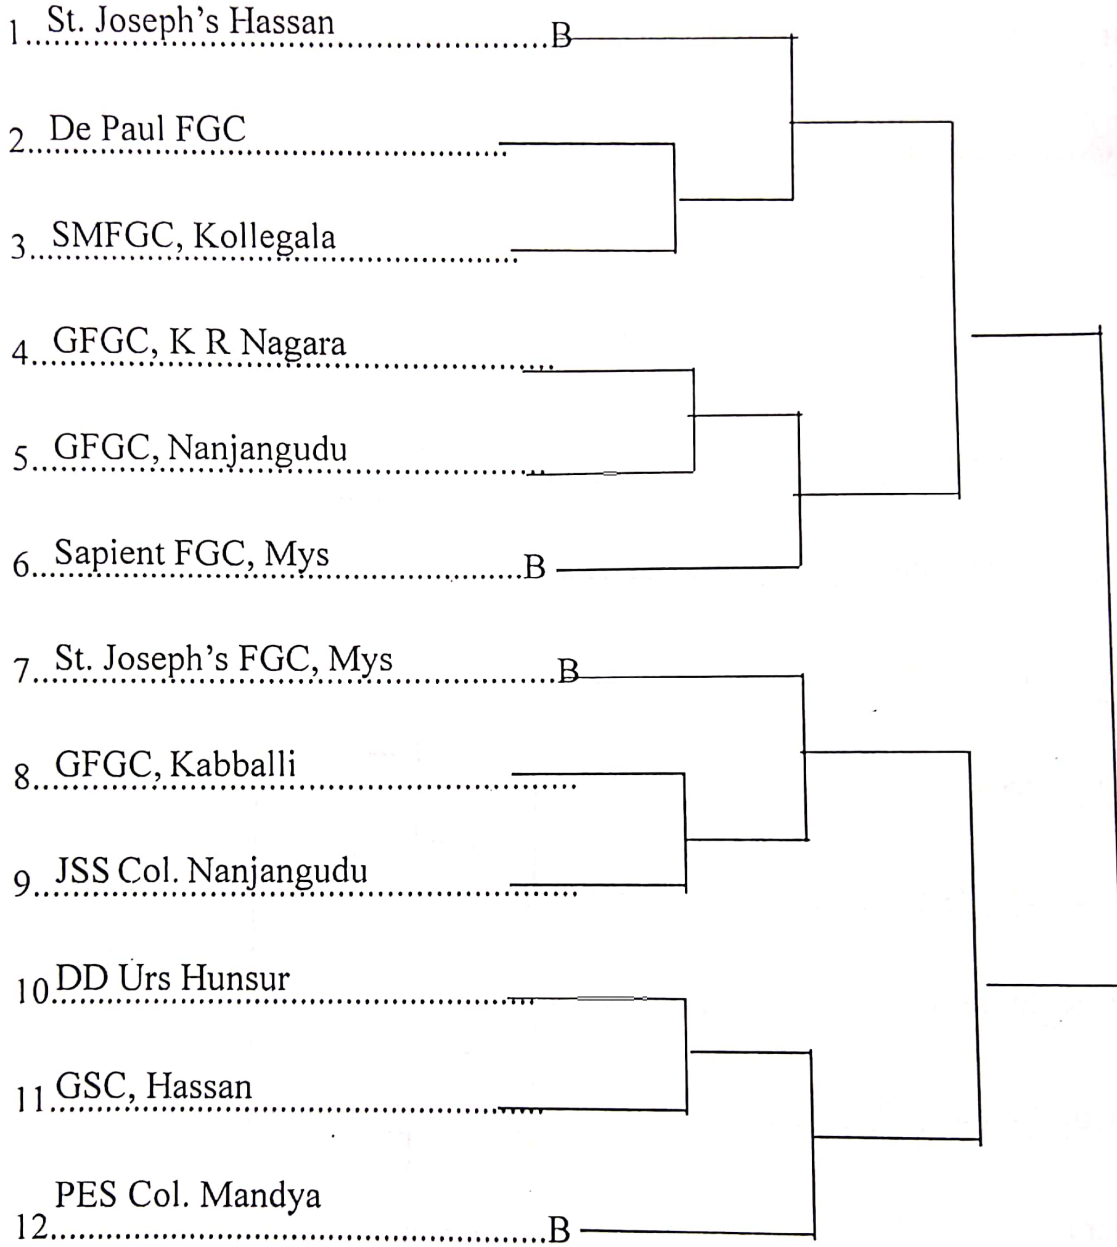 1 St. Joseph's Hassan B
2 De Paul FGC
3 SMFGC, Kollegala
4 GFGC, K R Nagara
5 GFGC, Nanjangudu
6 Sapient FGC, Mys B
7 St. Joseph's FGC, Mys B
8 GFGC, Kabballi
9 JSS Col. Nanjangudu
10 DD Urs Hunsur
11 GSC, Hassan
12 PES Col. Mandya B